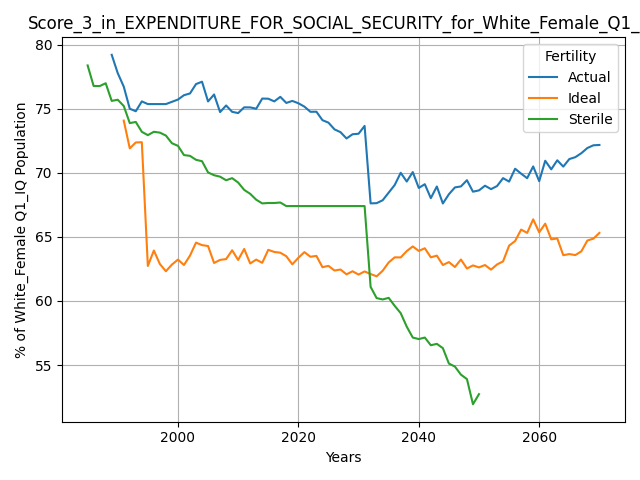 Score_3_in_EXPENDITURE_FOR_SOCIAL_SECURITY_for_White_Female_Q1_
80
75
70
65
60
55
% of White_Female Q1_IQ Population
Fertility
Actual
Ideal
Sterile
2000 2020 2040 2060
Years